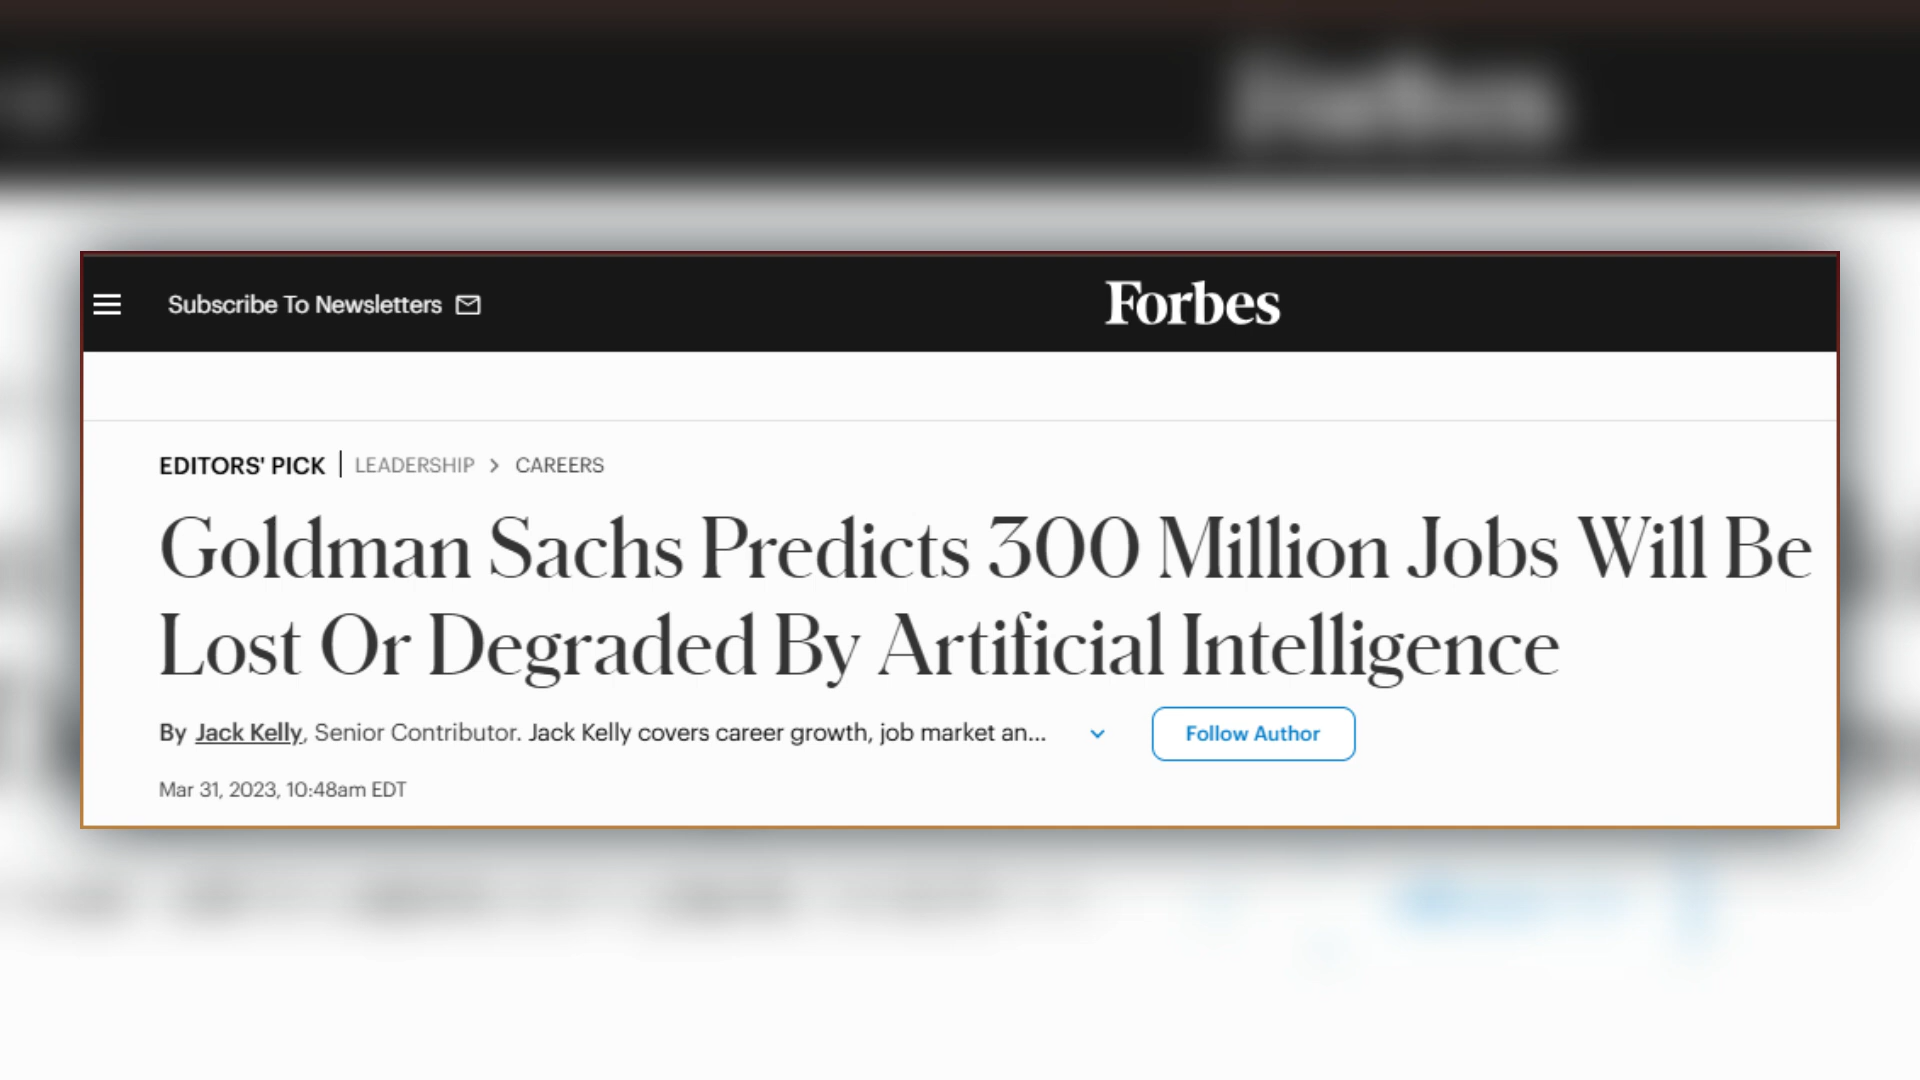 Subscribe To Newsletters
Forbes
EDITORS' PICK | LEADERSHIP > CAREERS
Goldman Sachs Predicts 300 Million Jobs Will Be
Lost Or Degraded By Artificial Intelligence
By Jack Kelly, Senior Contributor. Jack Kelly covers career growth, job market an...
Follow Author
Mar 31, 2023, 10:48am EDT